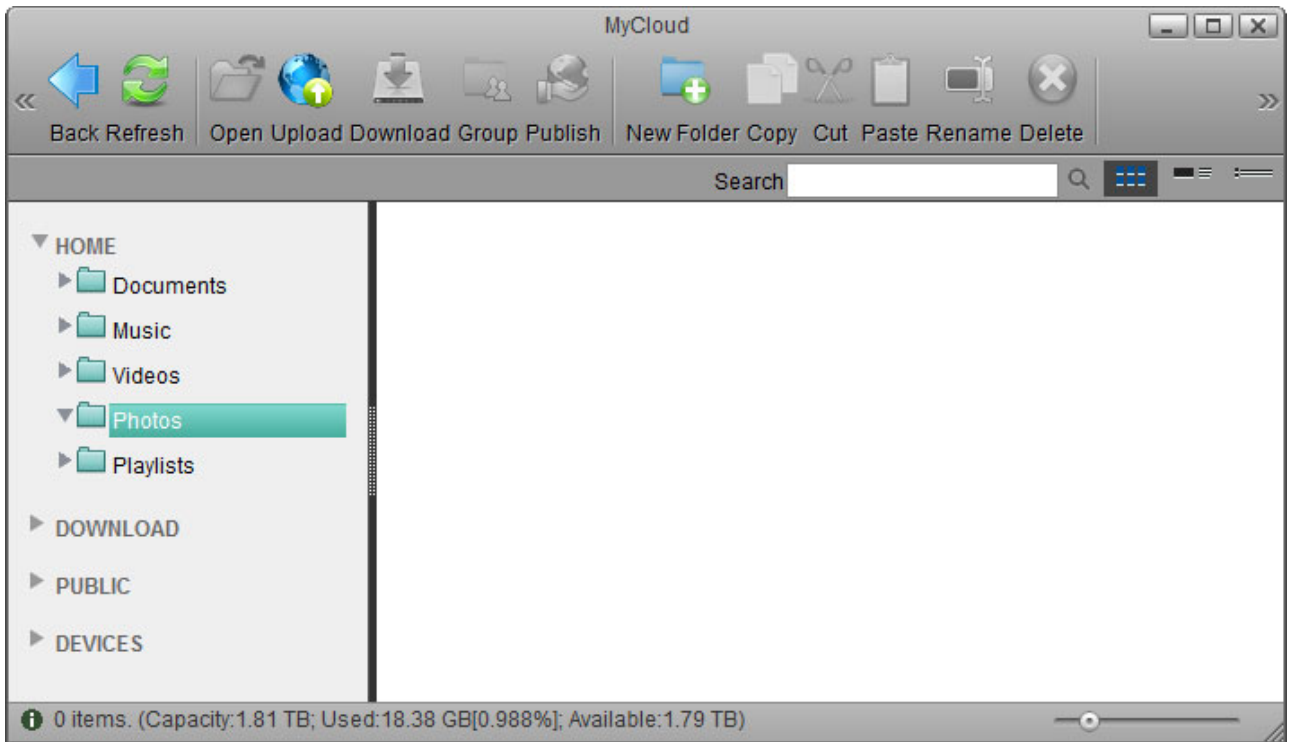 MyCloud
Back Refresh Open Upload Download Group Publish New Folder Copy Cut Paste Rename Delete
Search
HOME
Documents
Music
Videos
Photos
Playlists
DOWNLOAD
PUBLIC
DEVICES
0 items. (Capacity:1.81 TB; Used:18.38 GB[0.988%]; Available:1.79 TB)